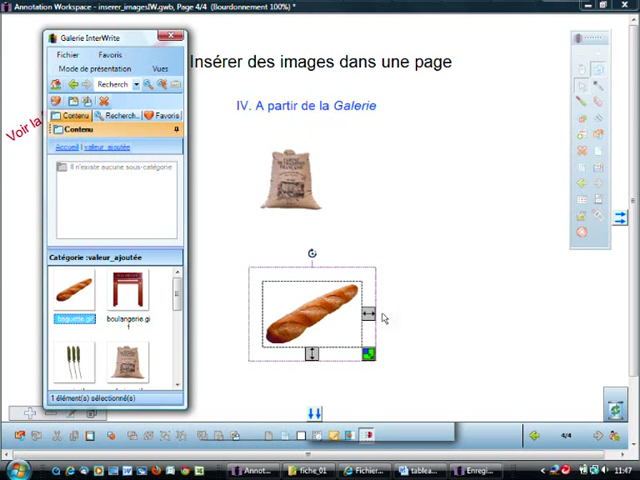 Annotation Workspace - inserer_imagesIW.gwb, Page 4/4 (Bourdonnement 100%) *
Galerie InterWrite
Fichier Favoris
Mode de présentation Vues
Recherch
Contenu Recherch... Favoris
Contenu
Accueil | valeur_ajoutée
Il n'existe aucune sous-catégorie
Catégorie :valeur_ajoutée
baguette.gif
boulangerie.gi
f
1 élément(s) sélectionné(s)
Insérer des images dans une page
IV. A partir de la Galerie
Voir la
4/4
Annot...
fiche_01
Fichier...
tablea...
Enregi...
11:47